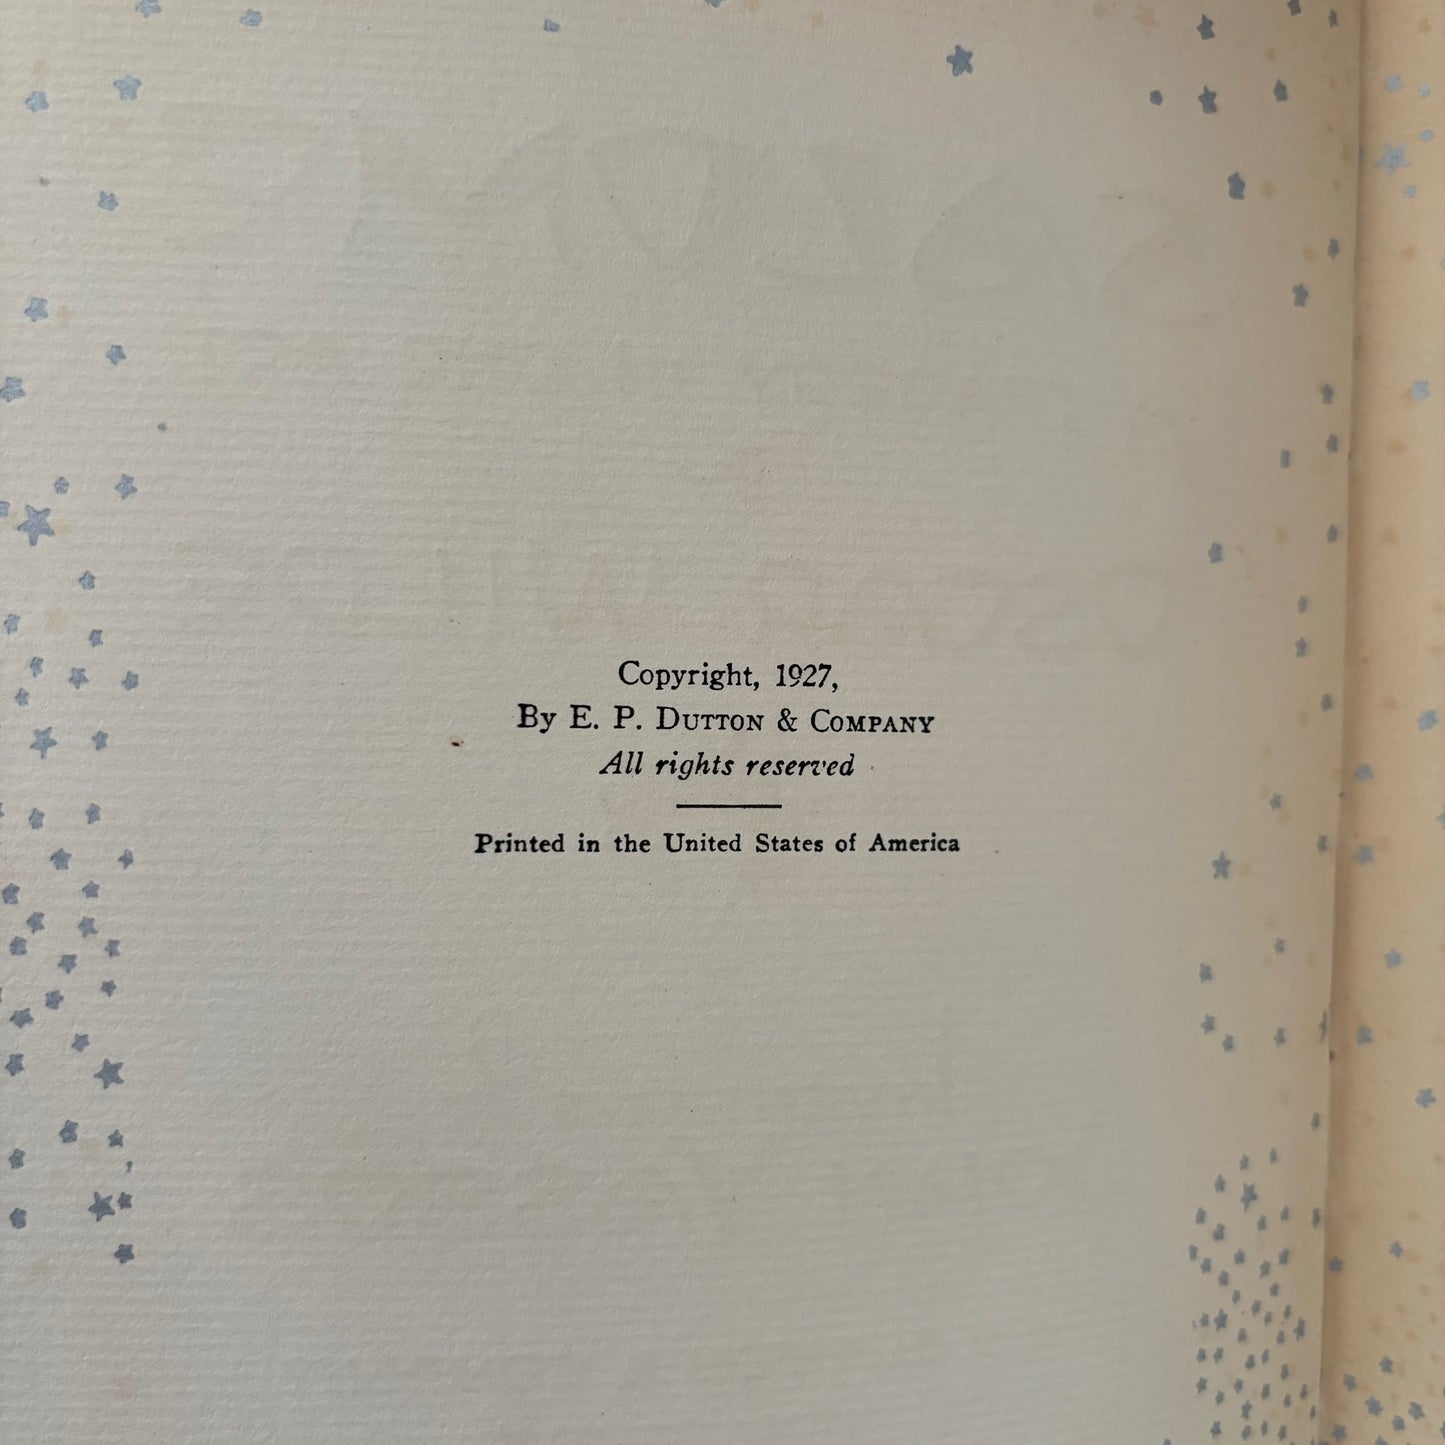 Copyright, 1927,
By E. P. Dutton & Company
All rights reserved
Printed in the United States of America